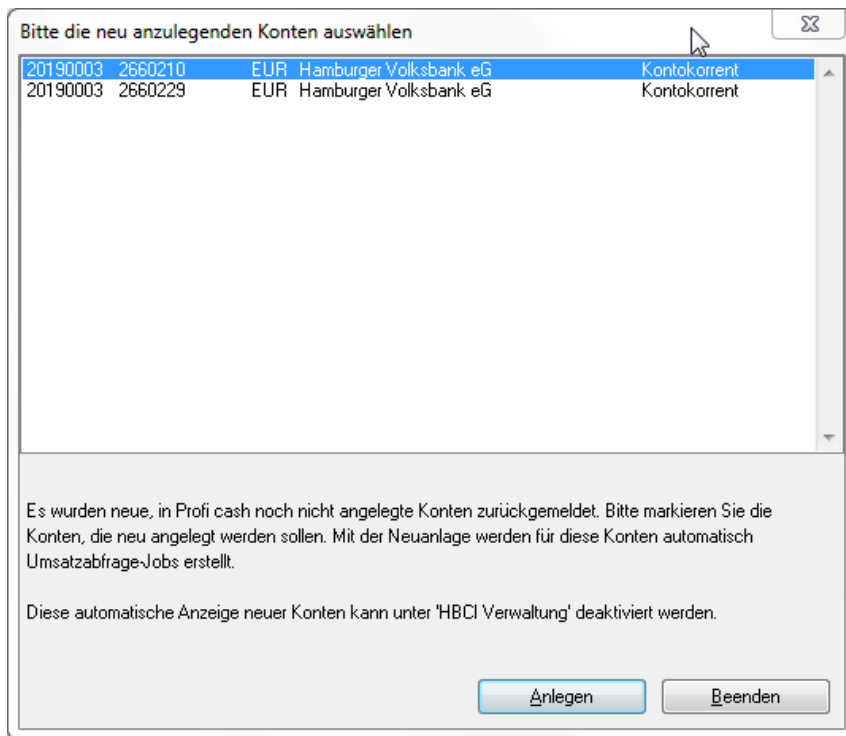 Bitte die neu anzulegenden Konten auswählen
20190003 2660210 EUR Hamburger Volksbank eG Kontokorrent
20190003 2660229 EUR Hamburger Volksbank eG Kontokorrent
Es wurden neue, in Profi cash noch nicht angelegte Konten zurückgemeldet. Bitte markieren Sie die
Konten, die neu angelegt werden sollen. Mit der Neuanlage werden für diese Konten automatisch
Umsatzabfrage-Jobs erstellt.
Diese automatische Anzeige neuer Konten kann unter 'HBCI Verwaltung' deaktiviert werden.
Anlegen Beenden